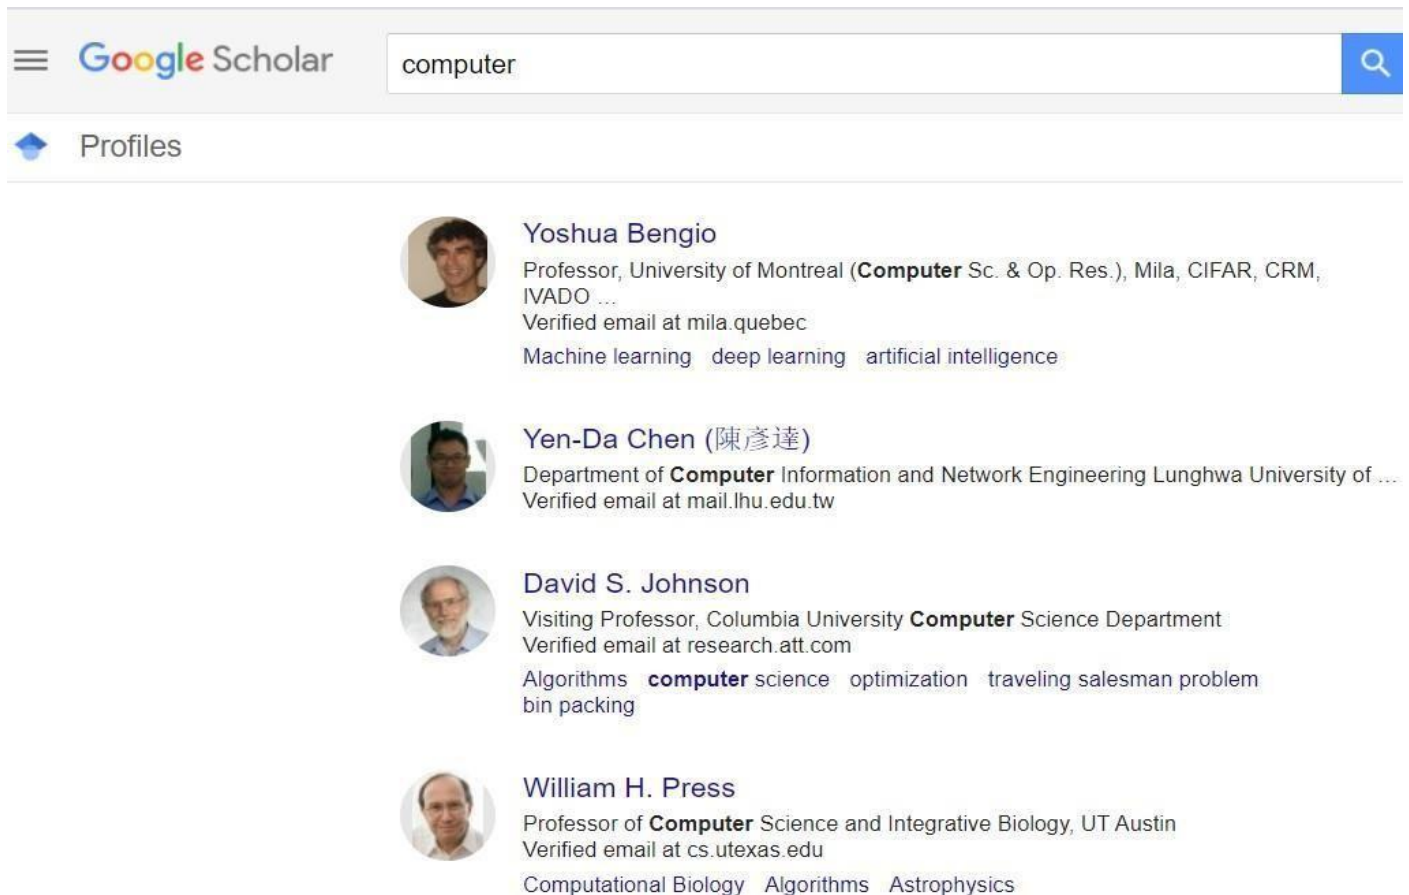 Google Scholar
computer
Profiles
Yoshua Bengio
Professor, University of Montreal (Computer Sc. & Op. Res.), Mila, CIFAR, CRM,
IVADO ...
Verified email at mila.quebec
Machine learning deep learning artificial intelligence
Yen-Da Chen (陳彥達)
Department of Computer Information and Network Engineering Lunghwa University of ...
Verified email at mail.lhu.edu.tw
David S. Johnson
Visiting Professor, Columbia University Computer Science Department
Verified email at research.att.com
Algorithms computer science optimization traveling salesman problem
bin packing
William H. Press
Professor of Computer Science and Integrative Biology, UT Austin
Verified email at cs.utexas.edu
Computational Biology Algorithms Astrophysics